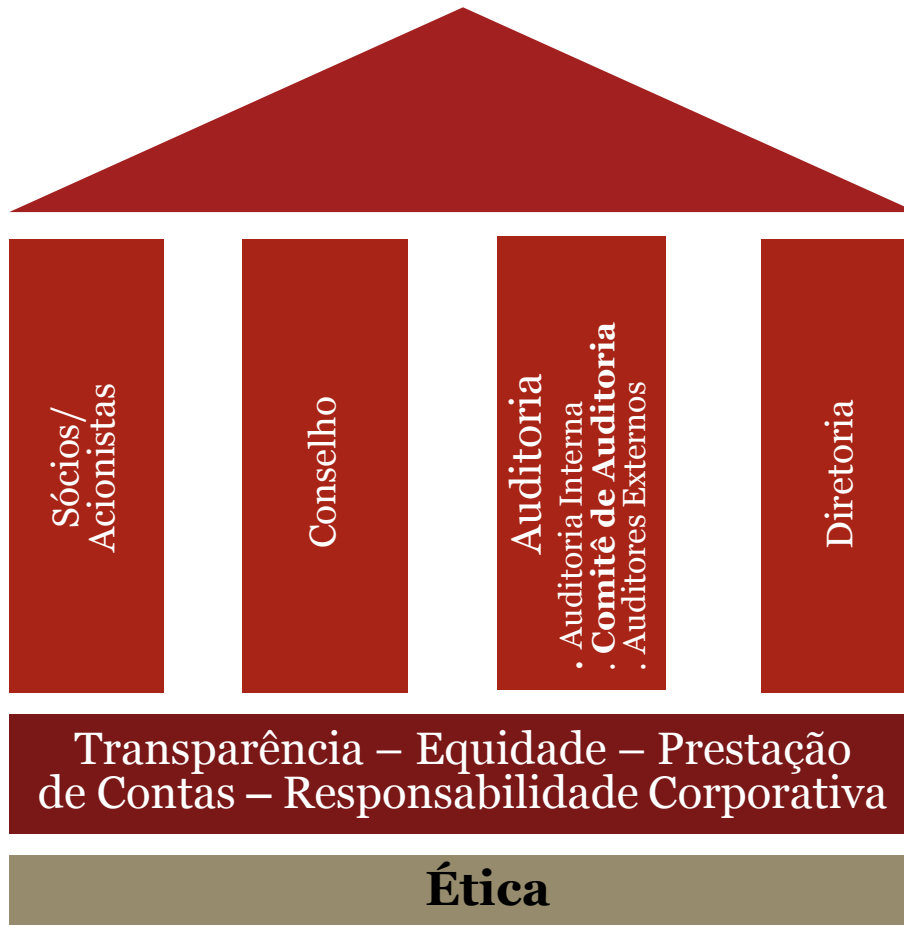 Sócios/
Acionistas
Conselho
Auditoria
. Auditoria Interna
. Comitê de Auditoria
. Auditores Externos
Diretoria
Transparência – Equidade – Prestação
de Contas – Responsabilidade Corporativa
Ética